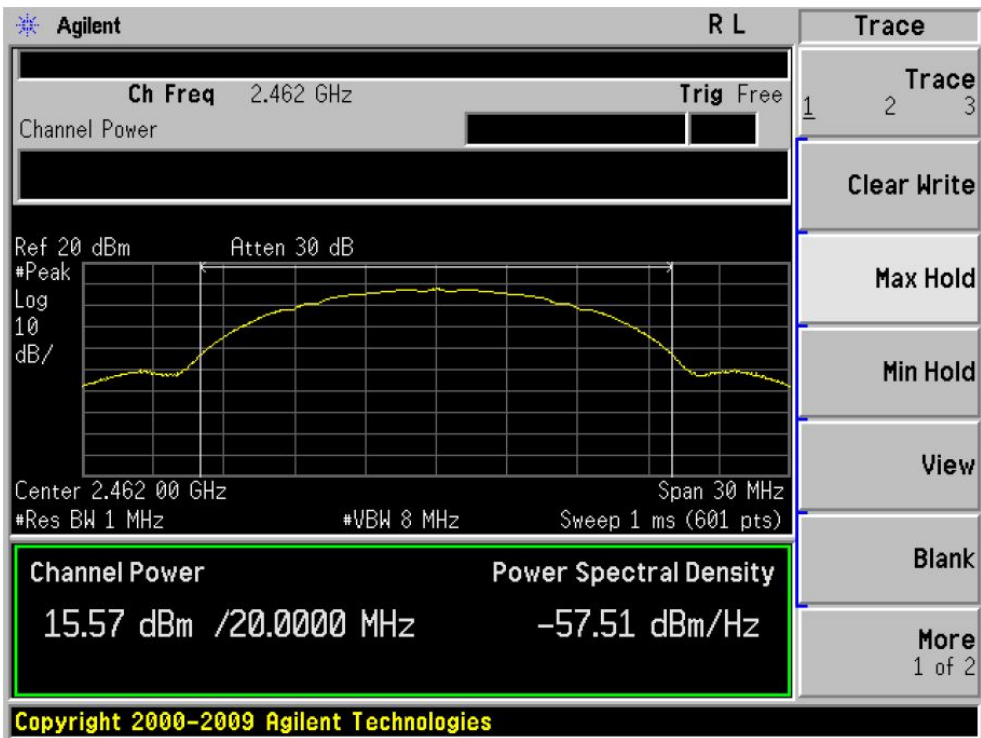 Agilent R L Trace
Ch Freq 2.462 GHz Trig Free
Channel Power
Ref 20 dBm Atten 30 dB
#Peak
Log
10
dB/
Center 2.462 00 GHz Span 30 MHz
#Res BW 1 MHz #VBW 8 MHz Sweep 1 ms (601 pts)
Channel Power Power Spectral Density
15.57 dBm /20.0000 MHz -57.51 dBm/Hz
Copyright 2000-2009 Agilent Technologies
Trace
1 2 3
Clear Write
Max Hold
Min Hold
View
Blank
More
1 of 2